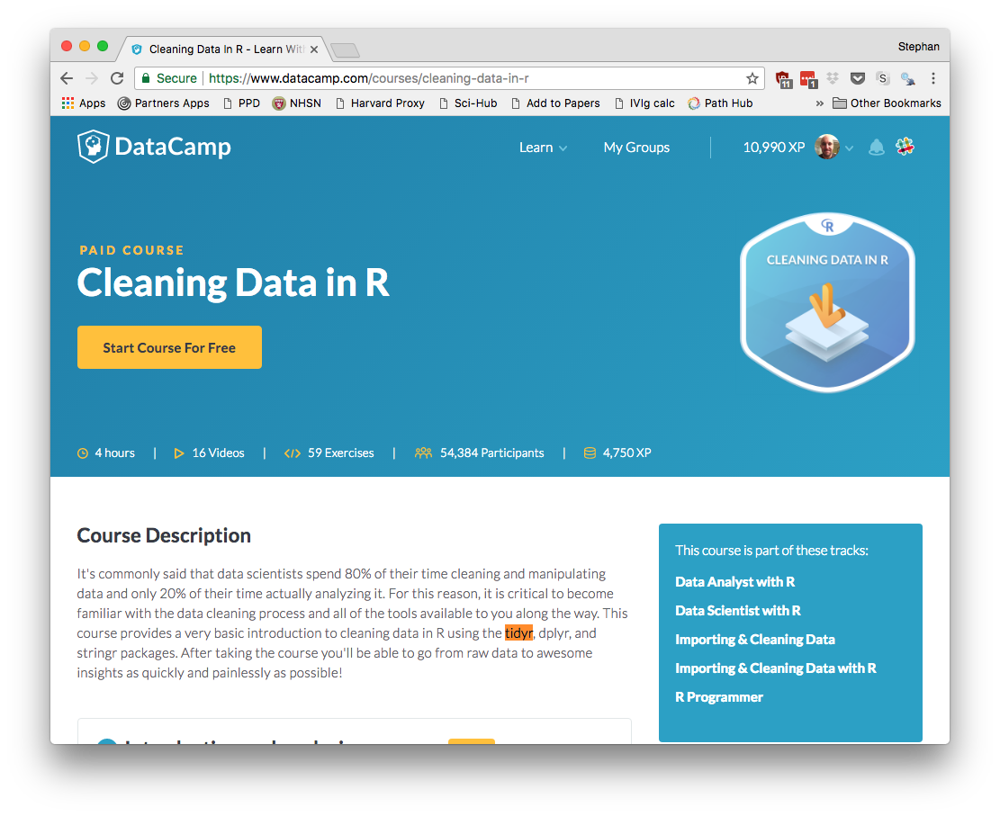 Cleaning Data In R - Learn Wit
Stephan
Secure https://www.datacamp.com/courses/cleaning-data-in-r
11
1
S
Apps Partners Apps PPD NHSN Harvard Proxy Sci-Hub Add to Papers IVIg calc Path Hub » Other Bookmarks
DataCamp
Learn My Groups 10,990 XP
PAID COURSE
Cleaning Data in R
Start Course For Free
R
CLEANING DATA IN R
4 hours | 16 Videos | 59 Exercises | 54,384 Participants | 4,750 XP
Course Description
It's commonly said that data scientists spend 80% of their time cleaning and manipulating
data and only 20% of their time actually analyzing it. For this reason, it is critical to become
familiar with the data cleaning process and all of the tools available to you along the way. This
course provides a very basic introduction to cleaning data in R using the tidyr, dplyr, and
stringr packages. After taking the course you'll be able to go from raw data to awesome
insights as quickly and painlessly as possible!
This course is part of these tracks:
Data Analyst with R
Data Scientist with R
Importing & Cleaning Data
Importing & Cleaning Data with R
R Programmer